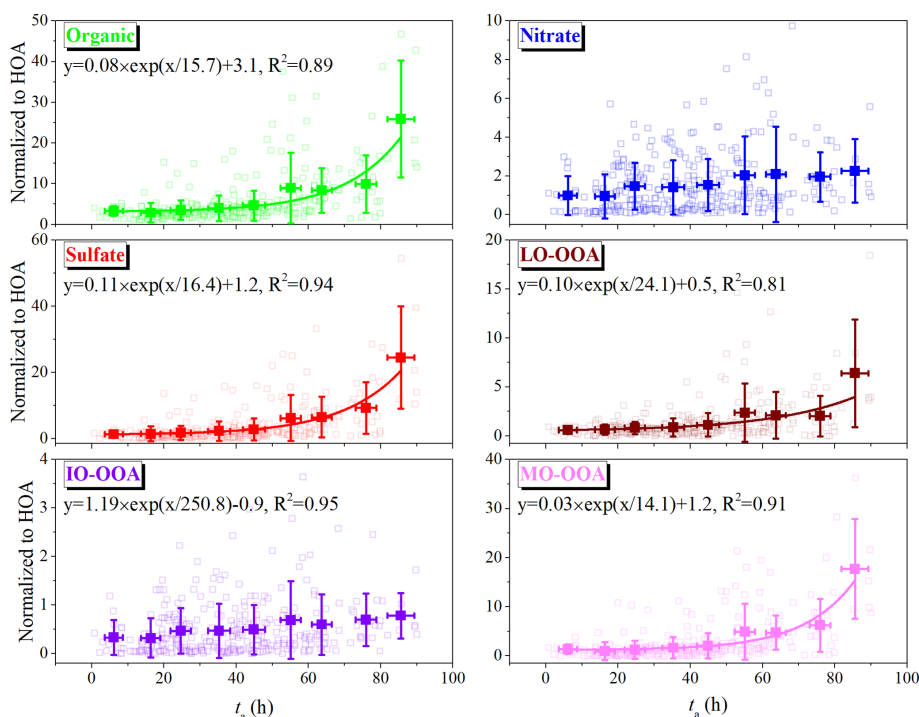 Organic
y=0.08×exp(x/15.7)+3.1, R²=0.89
Normalized to HOA
50
40
30
20
10
0
Nitrate
10
8
6
4
2
0
Sulfate
y=0.11×exp(x/16.4)+1.2, R²=0.94
Normalized to HOA
60
40
20
0
LO-OOA
y=0.10×exp(x/24.1)+0.5, R²=0.81
20
15
10
5
0
IO-OOA
y=1.19×exp(x/250.8)-0.9, R²=0.95
Normalized to HOA
4
3
2
1
0
0 20 40 60 80 100
tₐ (h)
MO-OOA
y=0.03×exp(x/14.1)+1.2, R²=0.91
40
30
20
10
0
0 20 40 60 80 100
tₐ (h)